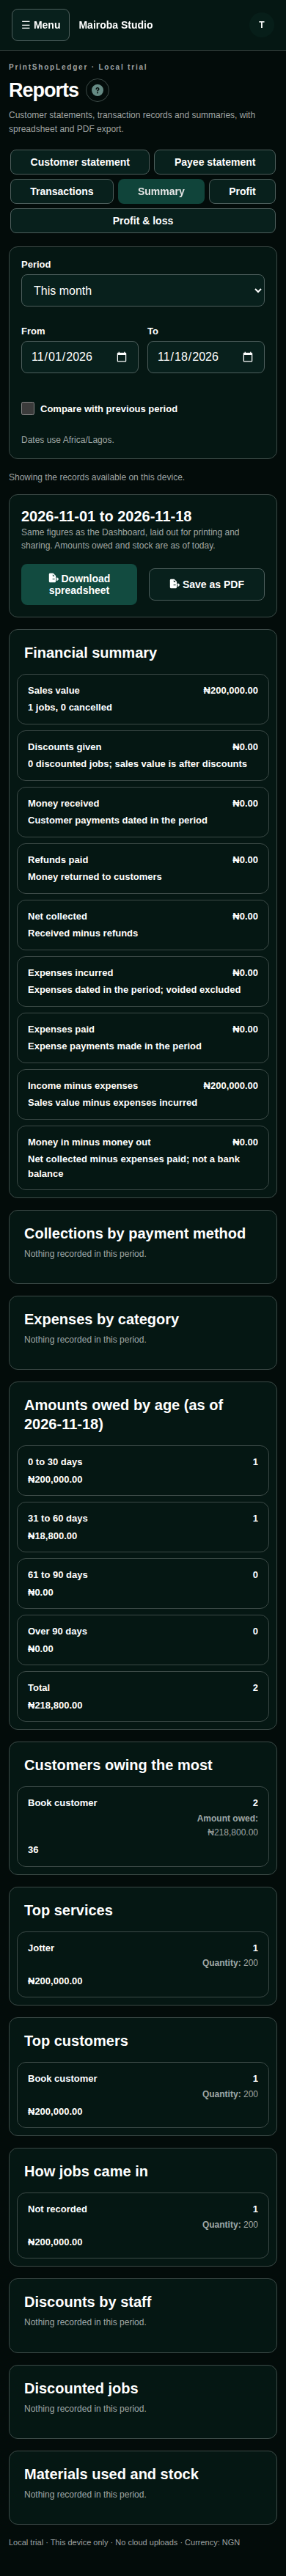 ☰ Menu Mairoba Studio T
PrintShopLedger · Local trial
Reports ?
Customer statements, transaction records and summaries, with
spreadsheet and PDF export.
Customer statement Payee statement
Transactions Summary Profit
Profit & loss
Period
This month
From To
11/01/2026 11/18/2026
Compare with previous period
Dates use Africa/Lagos.
Showing the records available on this device.
2026-11-01 to 2026-11-18
Same figures as the Dashboard, laid out for printing and
sharing. Amounts owed and stock are as of today.
Download
spreadsheet
Save as PDF
Financial summary
Sales value ₦200,000.00
1 jobs, 0 cancelled
Discounts given ₦0.00
0 discounted jobs; sales value is after discounts
Money received ₦0.00
Customer payments dated in the period
Refunds paid ₦0.00
Money returned to customers
Net collected ₦0.00
Received minus refunds
Expenses incurred ₦0.00
Expenses dated in the period; voided excluded
Expenses paid ₦0.00
Expense payments made in the period
Income minus expenses ₦200,000.00
Sales value minus expenses incurred
Money in minus money out ₦0.00
Net collected minus expenses paid; not a bank
balance
Collections by payment method
Nothing recorded in this period.
Expenses by category
Nothing recorded in this period.
Amounts owed by age (as of
2026-11-18)
0 to 30 days 1
₦200,000.00
31 to 60 days 1
₦18,800.00
61 to 90 days 0
₦0.00
Over 90 days 0
₦0.00
Total 2
₦218,800.00
Customers owing the most
Book customer 2
Amount owed:
₦218,800.00
36
Top services
Jotter 1
Quantity: 200
₦200,000.00
Top customers
Book customer 1
Quantity: 200
₦200,000.00
How jobs came in
Not recorded 1
Quantity: 200
₦200,000.00
Discounts by staff
Nothing recorded in this period.
Discounted jobs
Nothing recorded in this period.
Materials used and stock
Nothing recorded in this period.
Local trial · This device only · No cloud uploads · Currency: NGN